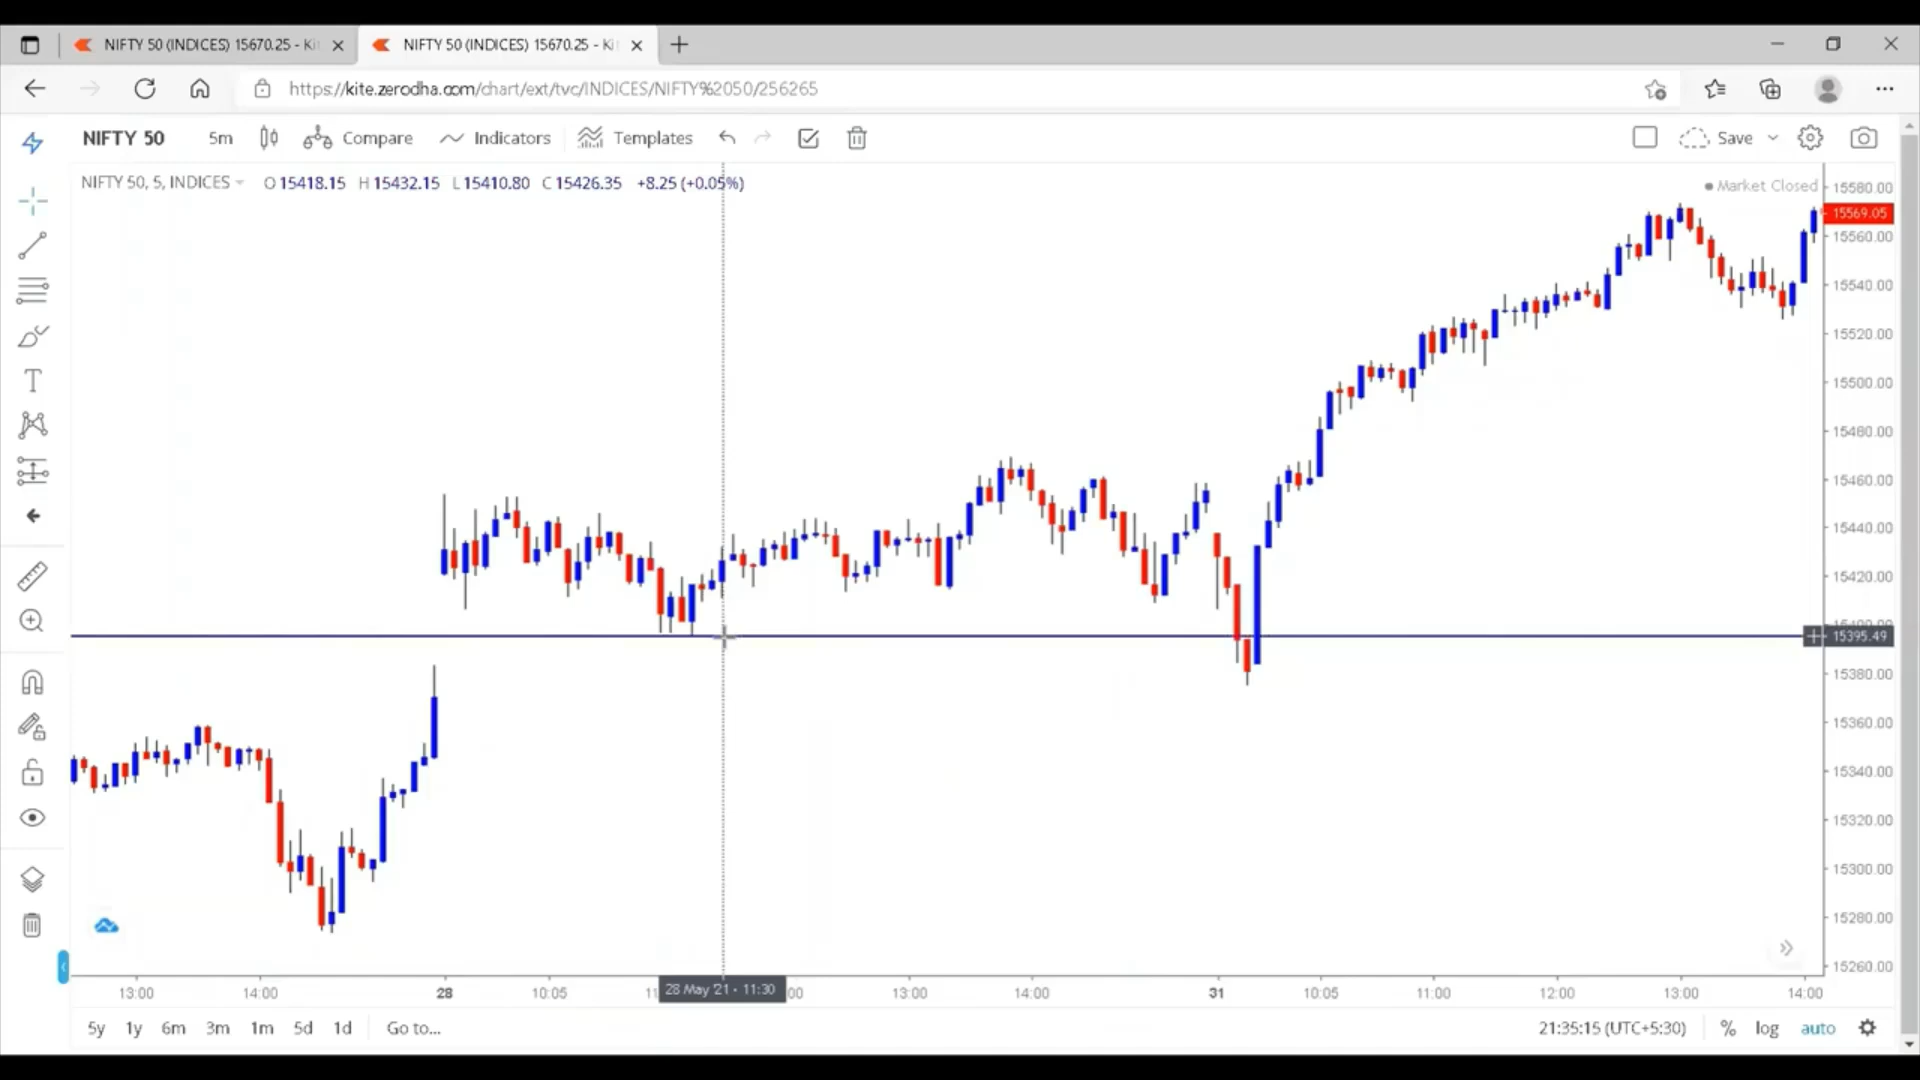 NIFTY 50 (INDICES) 15670.25 - Ki
NIFTY 50 (INDICES) 15670.25 - Ki
https://kite.zerodha.com/chart/ext/tvc/INDICES/NIFTY%2050/256265
NIFTY 50 5m Compare Indicators Templates Save
NIFTY 50, 5, INDICES O 15418.15 H 15432.15 L 15410.80 C 15426.35 +8.25 (+0.05%)
Market Closed
15580.00
15569.05
15560.00
15540.00
15520.00
15500.00
15480.00
15460.00
15440.00
15420.00
15395.49
15380.00
15360.00
15340.00
15320.00
15300.00
15280.00
15260.00
13:00 14:00 28 10:05 28 May '21 - 11:30 13:00 14:00 31 10:05 11:00 12:00 13:00 14:00
5y 1y 6m 3m 1m 5d 1d Go to... 21:35:15 (UTC+5:30) % log auto